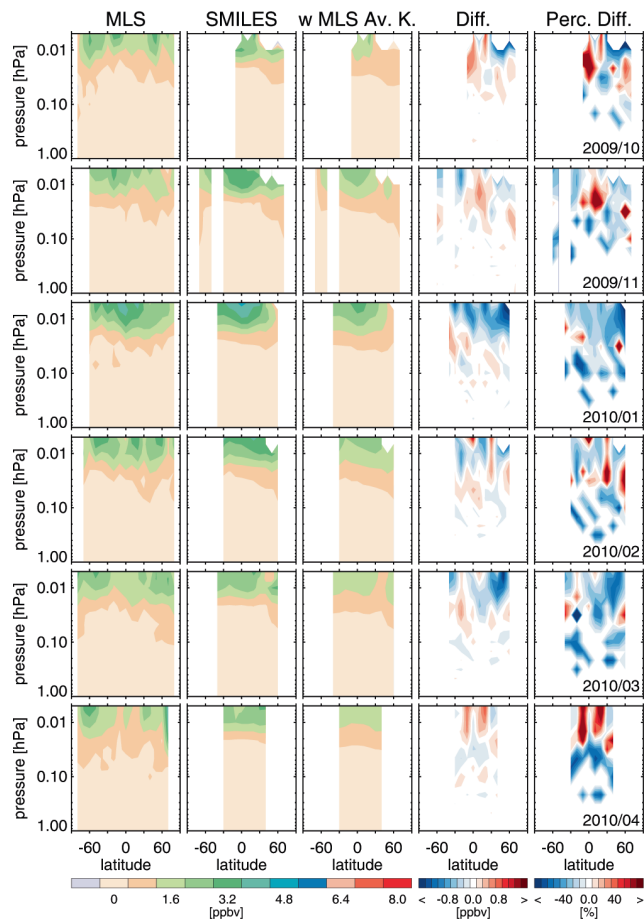 MLS SMILES w MLS Av. K. Diff. Perc. Diff.
pressure [hPa] 0.01 0.10 1.00 2009/10
pressure [hPa] 0.01 0.10 1.00 2009/11
pressure [hPa] 0.01 0.10 1.00 2010/01
pressure [hPa] 0.01 0.10 1.00 2010/02
pressure [hPa] 0.01 0.10 1.00 2010/03
pressure [hPa] 0.01 0.10 1.00 2010/04
-60 0 60 -60 0 60 -60 0 60 -60 0 60 -60 0 60
latitude latitude latitude latitude latitude
0 1.6 3.2 4.8 6.4 8.0 < -0.8 0.0 0.8 > < -40 0 40 >
[ppbv] [ppbv] [%]